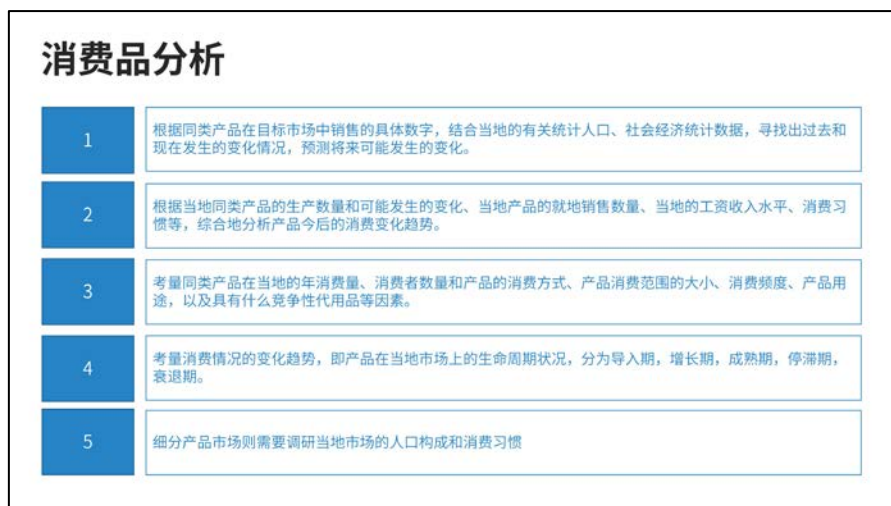 消费品分析
1
根据同类产品在目标市场中销售的具体数字，结合当地的有关统计人口、社会经济统计数据，寻找出过去和
现在发生的变化情况，预测将来可能发生的变化。
2
根据当地同类产品的生产数量和可能发生的变化、当地产品的就地销售数量、当地的工资收入水平、消费习
惯等，综合地分析产品今后的消费变化趋势。
3
考量同类产品在当地的年消费量、消费者数量和产品的消费方式、产品消费范围的大小、消费频度、产品用
途，以及具有什么竞争性代用品等因素。
4
考量消费情况的变化趋势，即产品在当地市场上的生命周期状况，分为导入期，增长期，成熟期，停滞期，
衰退期。
5
细分产品市场则需要调研当地市场的人口构成和消费习惯